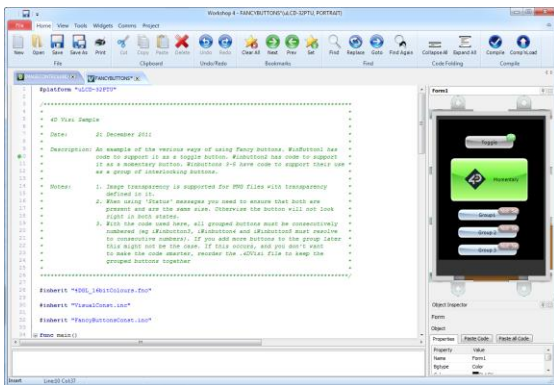 Workshop 4 - FANCYBUTTONS*(uLCD-32PTU, PORTRAIT)
File Home View Tools Widgets Comms Project
New Open Save Save As Print Cut Copy Paste Delete Undo Redo Clear All Next Prev Set Find Replace Goto Find Again Collapse All Expand All Compile CompLoad
File Clipboard Undo/Redo Bookmarks Find Code Folding Compile
FANCYBUTTONS*
#platform "uLCD-32PTU"
4D Visi Sample
Date: 21 December 2011
Description: An example of the various ways of using Fancy buttons. Winbutton1 has
code to support it as a toggle button. Winbutton2 has code to support
it as a momentary button. Winbuttons 3-5 have code to support their use
as a group of interlocking buttons.
Notes: 1. Image transparency is supported for PNG files with transparency
defined in it.
2. When using 'Status' messages you need to ensure that both are
present and are the same size. Otherwise the button will not look
right in both states.
3. With the code used here, all grouped buttons must be consecutively
numbered (eg iWinbutton3, iWinbutton4 and iWinbutton5 must resolve
to consecutive numbers). If you add more buttons to the group later
this might not be the case. If this occurs, and you don't want
to make the code smarter, reorder the .4DVisi file to keep the
grouped buttons together
#inherit "4DGL_16bitColours.fnc"
#inherit "VisualConst.inc"
#inherit "FancyButtonsConst.inc"
func main()
Form1
Toggle
4D Momentary
Group1
Group 2
Group 3
Object Inspector
Form
Object
Properties Paste Code Paste all Code
Property Value
Name Form1
Bgtype Color
Insert Line:10 Col:37